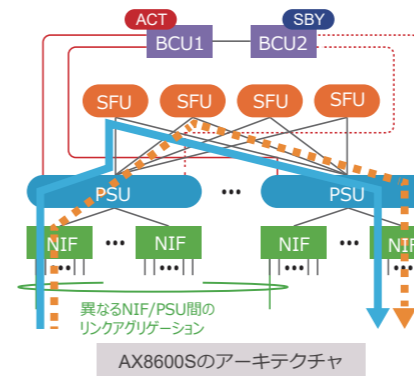 ACT
SBY
BCU1
BCU2
SFU
SFU
SFU
SFU
PSU
•••
PSU
NIF
•••
NIF
NIF
•••
NIF
•••
•••
•••
•••
異なるNIF/PSU間の
リンクアグリゲーション
AX8600Sのアーキテクチャ